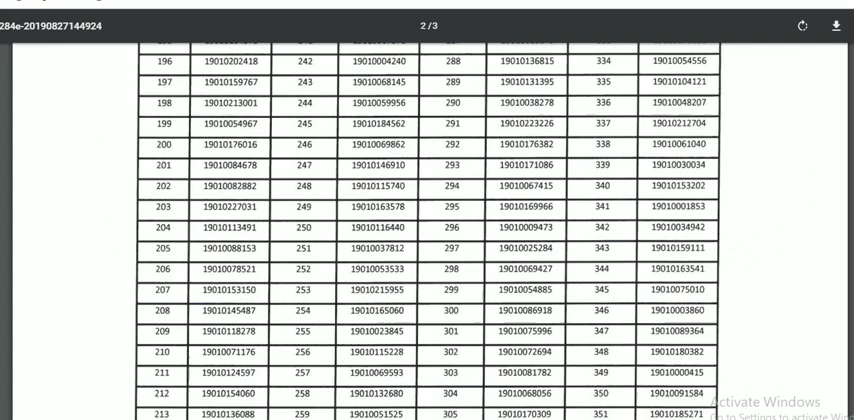 284e-20190827144924
2 / 3
196 19010202418 242 19010004240 288 19010136815 334 19010054556
197 19010159767 243 19010068145 289 19010131395 335 19010104121
198 19010213001 244 19010059956 290 19010038278 336 19010048207
199 19010054967 245 19010184562 291 19010223226 337 19010212704
200 19010176016 246 19010069862 292 19010176382 338 19010061040
201 19010084678 247 19010146910 293 19010171086 339 19010030034
202 19010082882 248 19010115740 294 19010067415 340 19010153202
203 19010227031 249 19010163578 295 19010169966 341 19010001853
204 19010113491 250 19010116440 296 19010009473 342 19010034942
205 19010088153 251 19010037812 297 19010025284 343 19010159111
206 19010078521 252 19010053533 298 19010069427 344 19010163541
207 19010153150 253 19010215955 299 19010054885 345 19010075010
208 19010145487 254 19010165060 300 19010086918 346 19010003860
209 19010118278 255 19010023845 301 19010075996 347 19010089364
210 19010071176 256 19010115228 302 19010072694 348 19010180382
211 19010124597 257 19010069593 303 19010081782 349 19010000415
212 19010154060 258 19010132680 304 19010068056 350 19010091584
213 19010136088 259 19010051525 305 19010170309 351 19010185271
Activate Windows
Go to Settings to activate Win